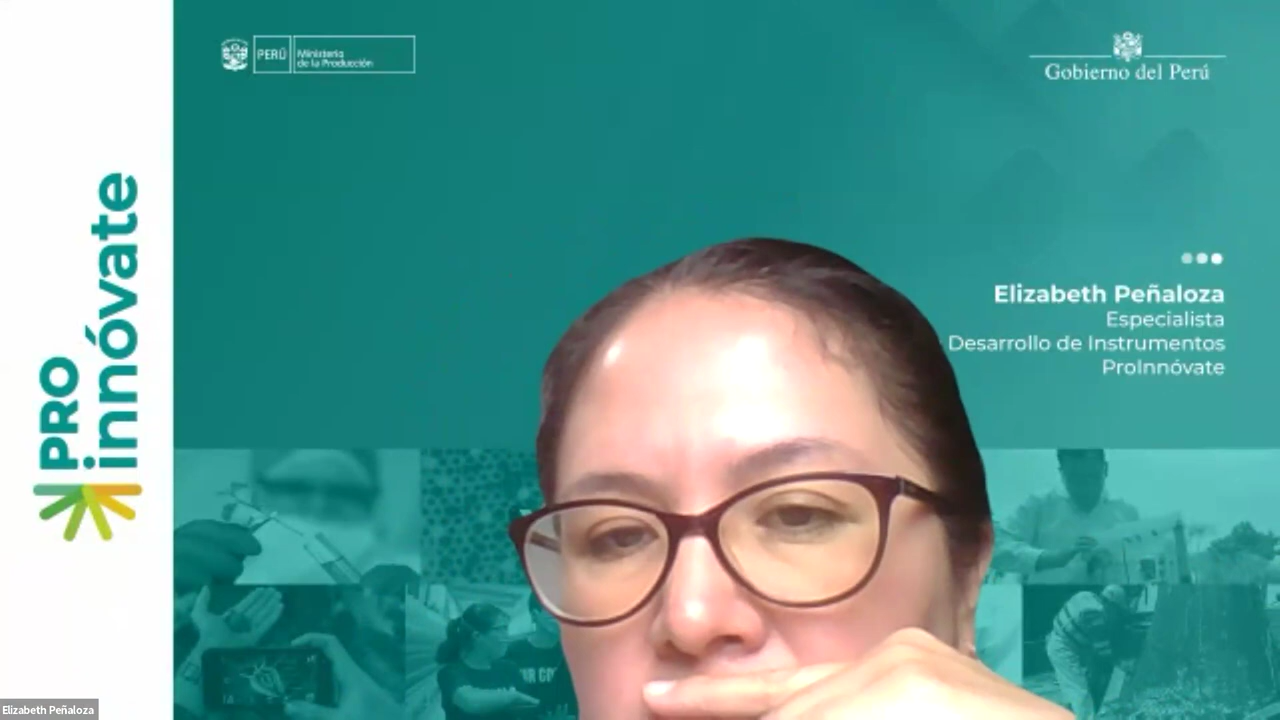 PERÚ
Ministerio
de la Producción
Gobierno del Perú
PRO
innóvate
Elizabeth Peñaloza
Especialista
Desarrollo de Instrumentos
ProInnóvate
Elizabeth Peñaloza